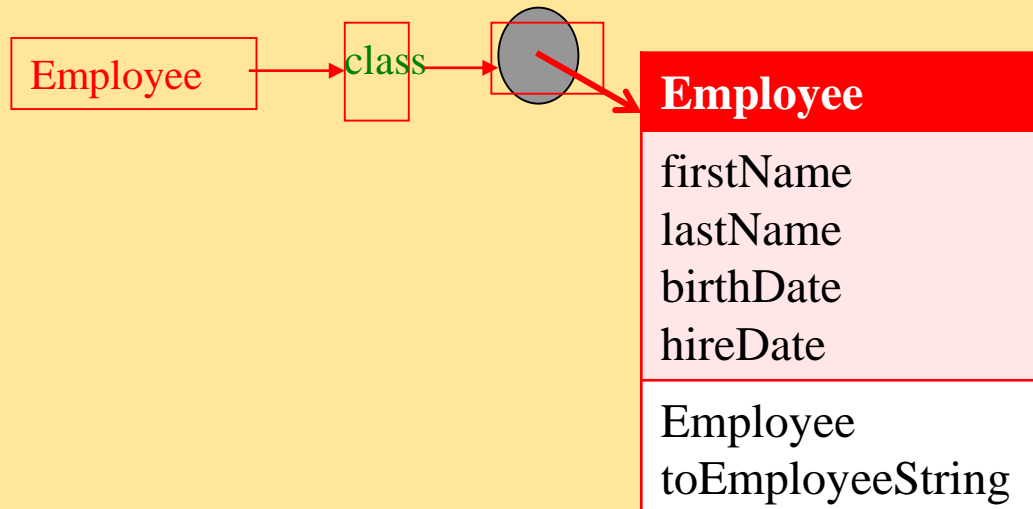 Employee
class
Employee
firstName
lastName
birthDate
hireDate
Employee
toEmployeeString